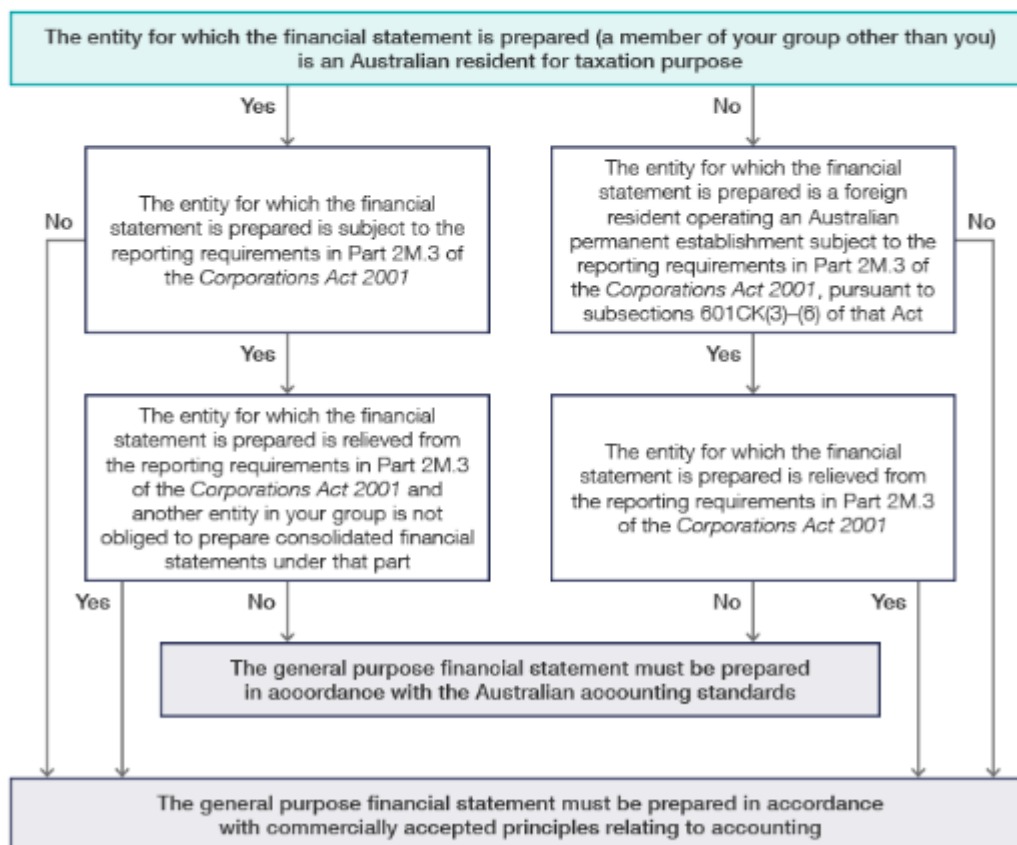 The entity for which the financial statement is prepared (a member of your group other than you)
is an Australian resident for taxation purpose
Yes
No
The entity for which the financial
statement is prepared is subject to the
reporting requirements in Part 2M.3 of
the Corporations Act 2001
No
The entity for which the financial
statement is prepared is a foreign
resident operating an Australian
permanent establishment subject to the
reporting requirements in Part 2M.3 of
the Corporations Act 2001, pursuant to
subsections 601CK(3)–(6) of that Act
No
Yes
Yes
The entity for which the financial
statement is prepared is relieved from
the reporting requirements in Part 2M.3
of the Corporations Act 2001 and
another entity in your group is not
obliged to prepare consolidated financial
statements under that part
The entity for which the financial
statement is prepared is relieved from
the reporting requirements in Part 2M.3
of the Corporations Act 2001
Yes
No
No
Yes
The general purpose financial statement must be prepared
in accordance with the Australian accounting standards
The general purpose financial statement must be prepared in accordance
with commercially accepted principles relating to accounting